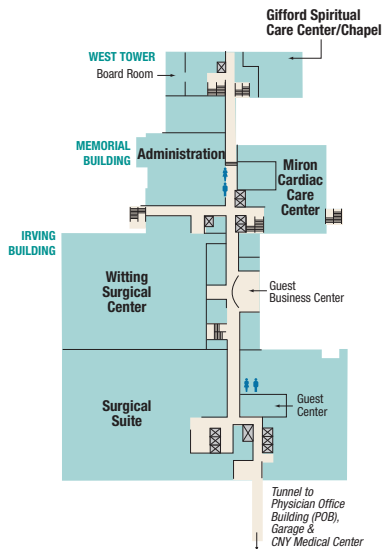 Gifford Spiritual
Care Center/Chapel
WEST TOWER
Board Room
MEMORIAL
BUILDING
Administration
Miron
Cardiac
Care
Center
IRVING
BUILDING
Witting
Surgical
Center
Guest
Business Center
Surgical
Suite
Guest
Center
Tunnel to
Physician Office
Building (POB),
Garage &
CNY Medical Center